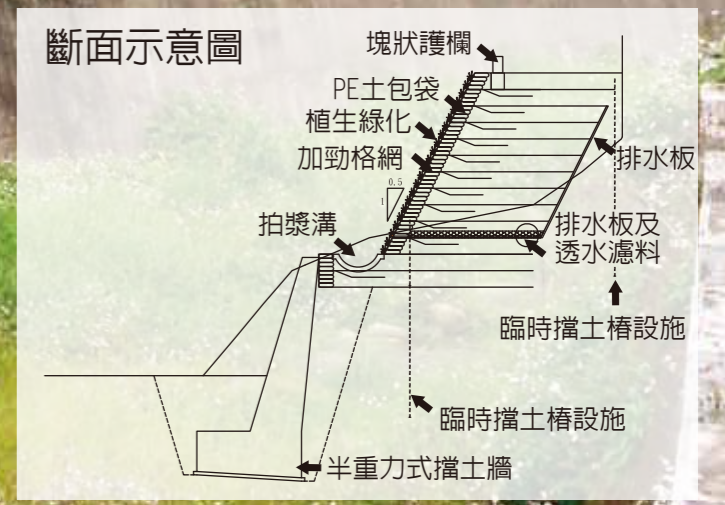 斷面示意圖
塊狀護欄
PE土包袋
植生綠化
加勁格網
0.5
1
拍漿溝
排水板
排水板及
透水濾料
臨時擋土樁設施
臨時擋土樁設施
半重力式擋土牆